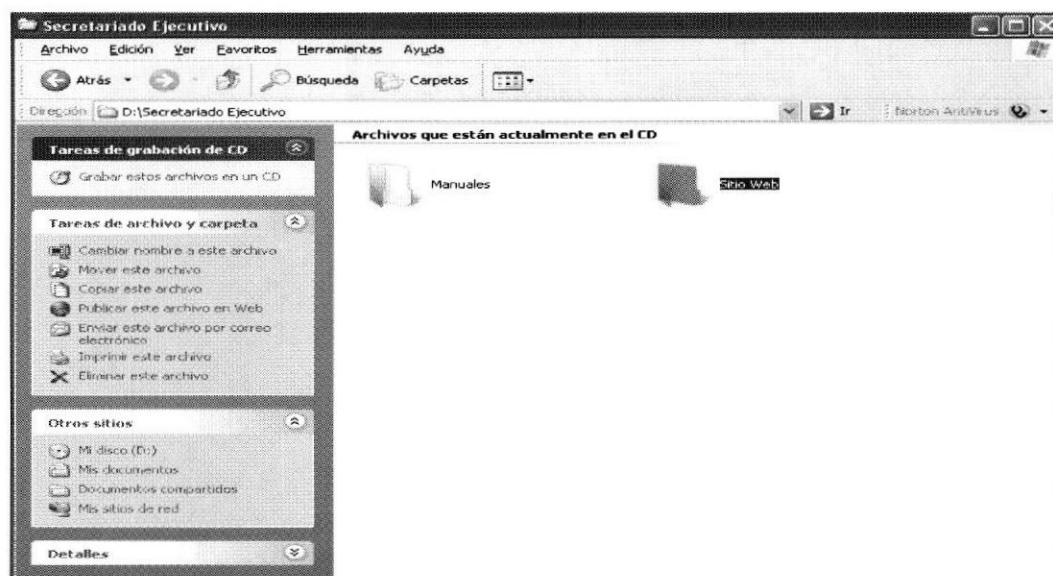 Secretariado Ejecutivo
Archivo Edición Ver Favoritos Herramientas Ayuda
Atrás Búsqueda Carpetas
Dirección D:\Secretariado Ejecutivo Ir Norton AntiVirus
Archivos que están actualmente en el CD
Tareas de grabación de CD
Grabar estos archivos en un CD
Manuales
Sitio Web
Tareas de archivo y carpeta
Cambiar nombre a este archivo
Mover este archivo
Copiar este archivo
Publicar este archivo en Web
Enviar este archivo por correo
electrónico
Imprimir este archivo
Eliminar este archivo
Otros sitios
Mi disco (D:)
Mis documentos
Documentos compartidos
Mis sitios de red
Detalles